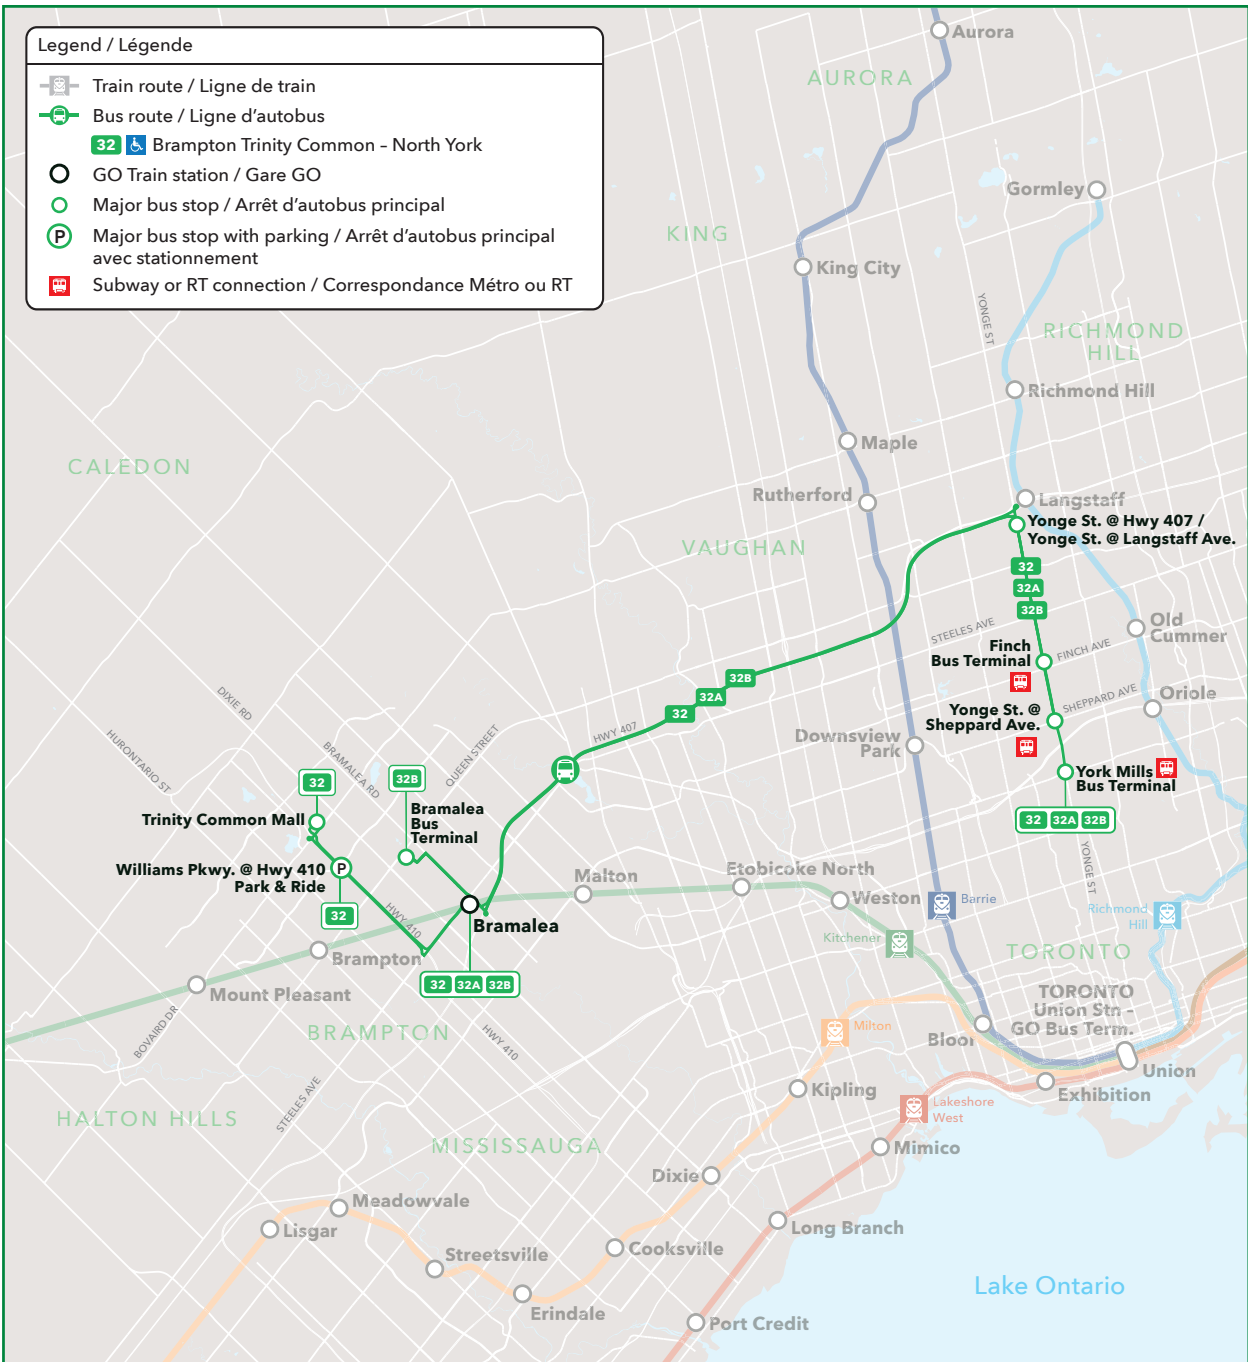 Legend / Légende
Train route / Ligne de train
Bus route / Ligne d'autobus
32 Brampton Trinity Common – North York
GO Train station / Gare GO
Major bus stop / Arrêt d'autobus principal
P Major bus stop with parking / Arrêt d'autobus principal
avec stationnement
Subway or RT connection / Correspondance Métro ou RT
Aurora
AURORA
Gormley
KING
King City
YONGE ST
RICHMOND
HILL
Richmond Hill
Maple
CALEDON
Rutherford
Langstaff
Yonge St. @ Hwy 407 /
Yonge St. @ Langstaff Ave.
VAUGHAN
32
32A
32B
STEELES AVE
Old
Cummer
Finch
Bus Terminal
FINCH AVE
32B
32A
32
HWY 407
SHEPPARD AVE
Oriole
Yonge St. @
Sheppard Ave.
DIXIE RD
HURONTARIO ST
BRAMALEA RD
QUEEN STREET
Downsview
Park
York Mills
Bus Terminal
32
32B
Bramalea
Bus
Terminal
Trinity Common Mall
32 32A 32B
YONGE ST
Williams Pkwy. @ Hwy 410
Park & Ride
P
32
HWY 410
Malton
Etobicoke North
Weston
Barrie
Richmond
Hill
Bramalea
Kitchener
Brampton
TORONTO
32 32A 32B
Mount Pleasant
TORONTO
Union Stn –
GO Bus Term.
BOVAIRD DR
BRAMPTON
HWY 410
Milton
Bloor
Union
Exhibition
Kipling
STEELES AVE
Lakeshore
West
HALTON HILLS
MISSISSAUGA
Mimico
Dixie
Meadowvale
Lisgar
Long Branch
Streetsville
Cooksville
Lake Ontario
Erindale
Port Credit